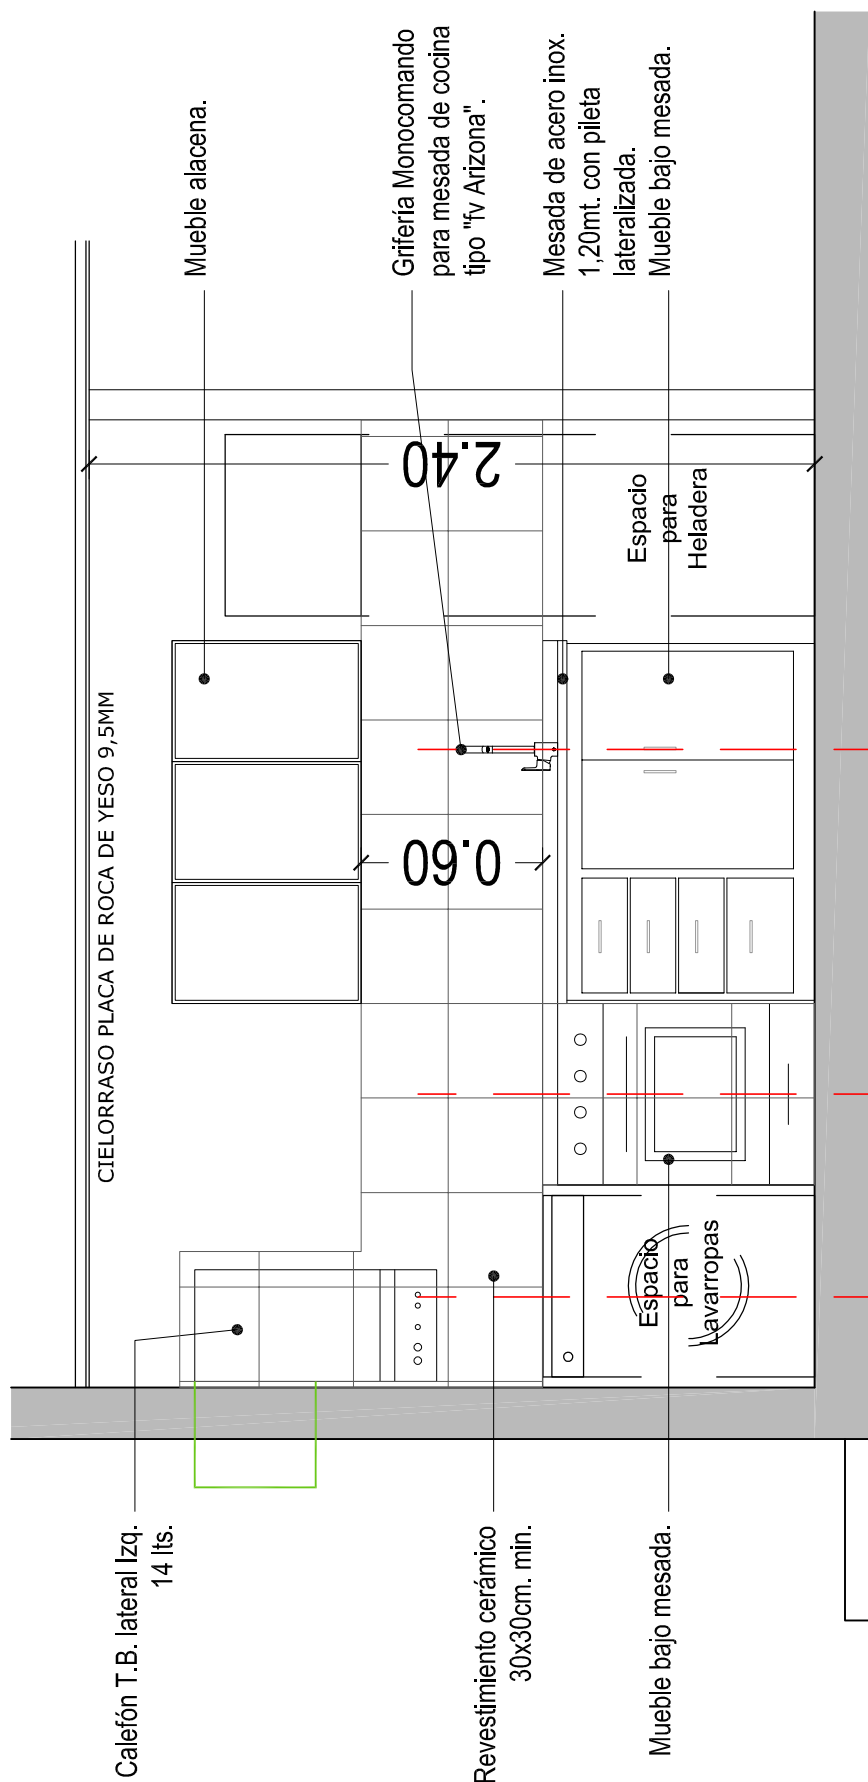 Calefón T.B. lateral Izq.
14 lts.
Revestimiento cerámico
30x30cm. min.
Mueble bajo mesada.
CIELORRASO PLACA DE ROCA DE YESO 9,5MM
Espacio
para
Lavarropas
0.60
2.40
Espacio
para
Heladera
Mueble alacena.
Grifería Monocomando
para mesada de cocina
tipo "fv Arizona".
Mesada de acero inox.
1,20mt. con pileta
lateralizada.
Mueble bajo mesada.